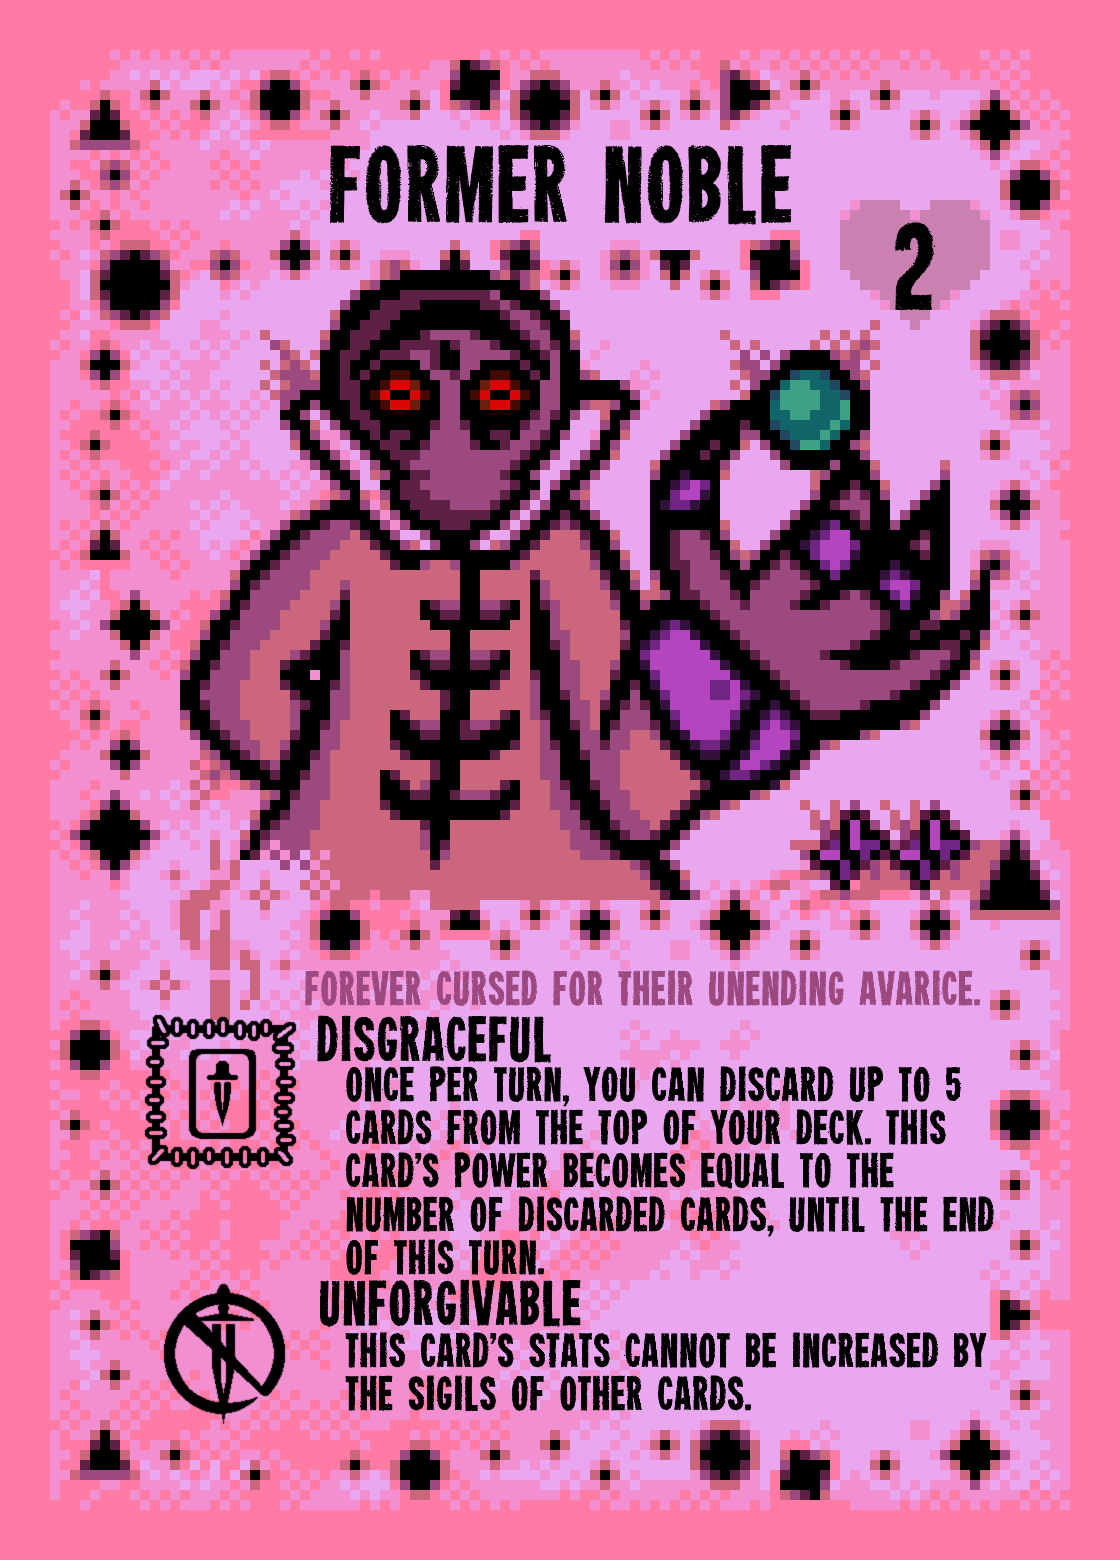 FORMER NOBLE
2
FOREVER CURSED FOR THEIR UNENDING AVARICE.
DISGRACEFUL
ONCE PER TURN, YOU CAN DISCARD UP TO 5
CARDS FROM THE TOP OF YOUR DECK. THIS
CARD'S POWER BECOMES EQUAL TO THE
NUMBER OF DISCARDED CARDS, UNTIL THE END
OF THIS TURN.
UNFORGIVABLE
THIS CARD'S STATS CANNOT BE INCREASED BY
THE SIGILS OF OTHER CARDS.